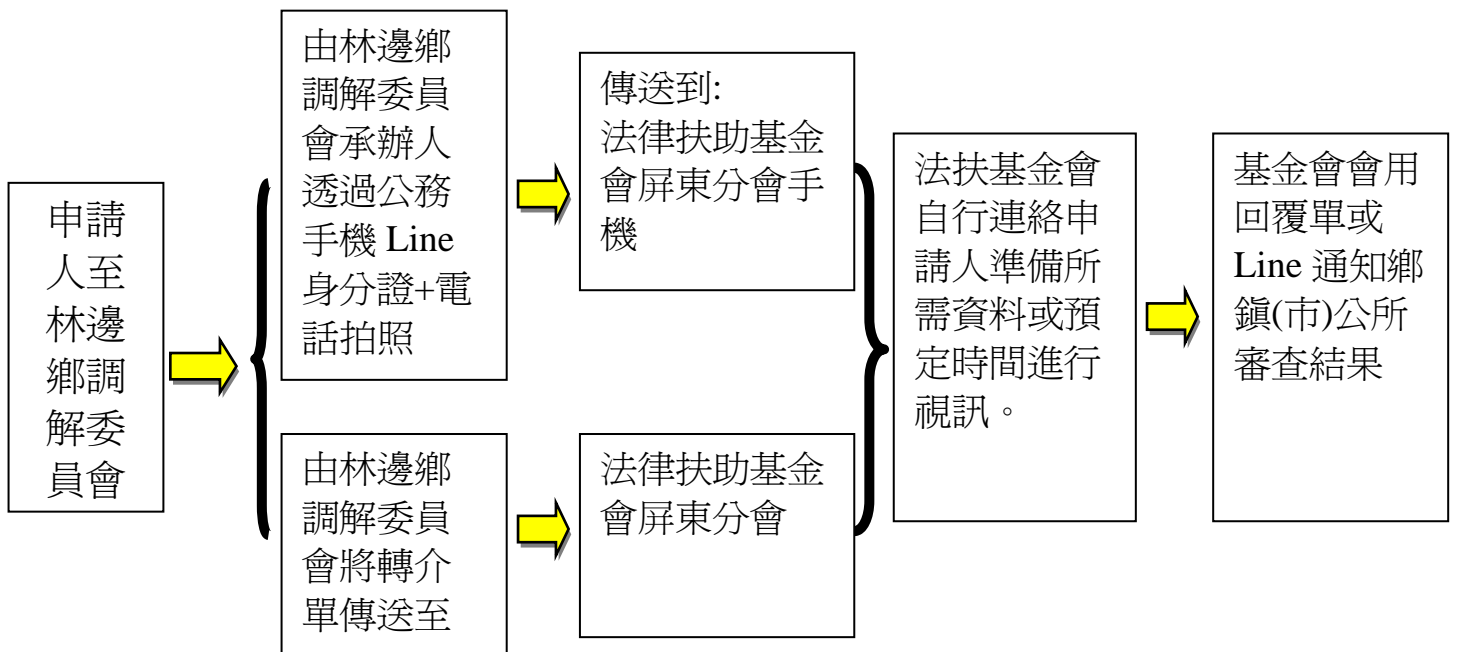 申請
人至
林邊
鄉調
解委
員會
由林邊鄉
調解委員
會承辦人
透過公務
手機 Line
身分證+電
話拍照
傳送到:
法律扶助基金
會屏東分會手
機
由林邊鄉
調解委員
會將轉介
單傳送至
法律扶助基金
會屏東分會
法扶基金會
自行連絡申
請人準備所
需資料或預
定時間進行
視訊。
基金會會用
回覆單或
Line 通知鄉
鎮(市)公所
審查結果